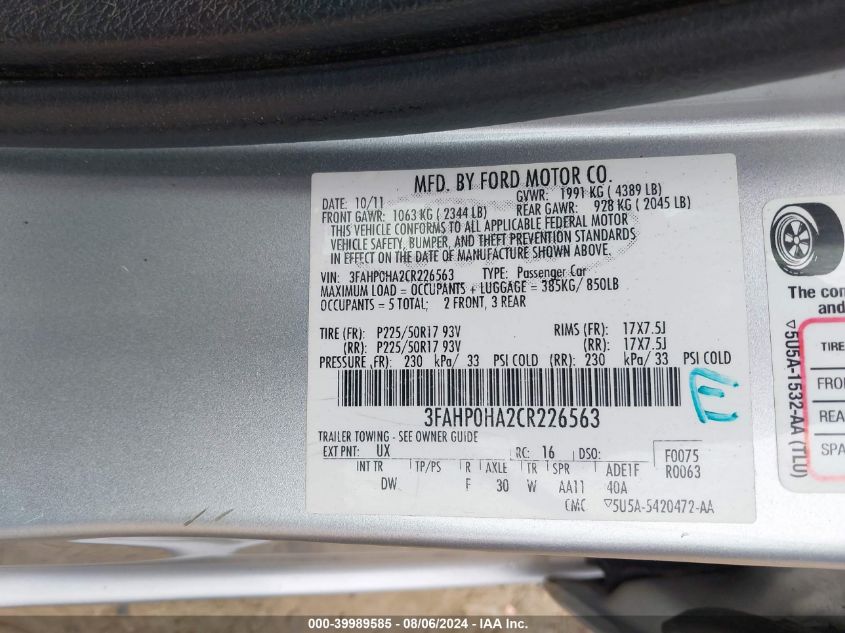 MFD. BY FORD MOTOR CO.
DATE: 10/11 GVWR: 1991 KG ( 4389 LB)
FRONT GAWR: 1063 KG ( 2344 LB) REAR GAWR: 928 KG ( 2045 LB)
THIS VEHICLE CONFORMS TO ALL APPLICABLE FEDERAL MOTOR
VEHICLE SAFETY, BUMPER, AND THEFT PREVENTION STANDARDS
IN EFFECT ON THE DATE OF MANUFACTURE SHOWN ABOVE.
VIN: 3FAHP0HA2CR226563 TYPE: Passenger Car
MAXIMUM LOAD = OCCUPANTS + LUGGAGE = 385KG/ 850LB
OCCUPANTS = 5 TOTAL; 2 FRONT, 3 REAR
TIRE (FR): P225/50R17 93V RIMS (FR): 17X7.5J
(RR): P225/50R17 93V (RR): 17X7.5J
PRESSURE (FR): 230 kPa/ 33 PSI COLD (RR): 230 kPa/ 33 PSI COLD
3FAHP0HA2CR226563
TRAILER TOWING - SEE OWNER GUIDE
EXT PNT: UX RC: 16 DSO: F0075
INT TR TP/PS R AXLE TR SPR ADE1F R0063
DW F 30 W AA11 40A
CMC ▽5U5A-5420472-AA
The con
and
▽5U5A-1532-AA (TLU)
TIRE
FRO
REA
SPA
000-39989585 - 08/06/2024 - IAAI.com